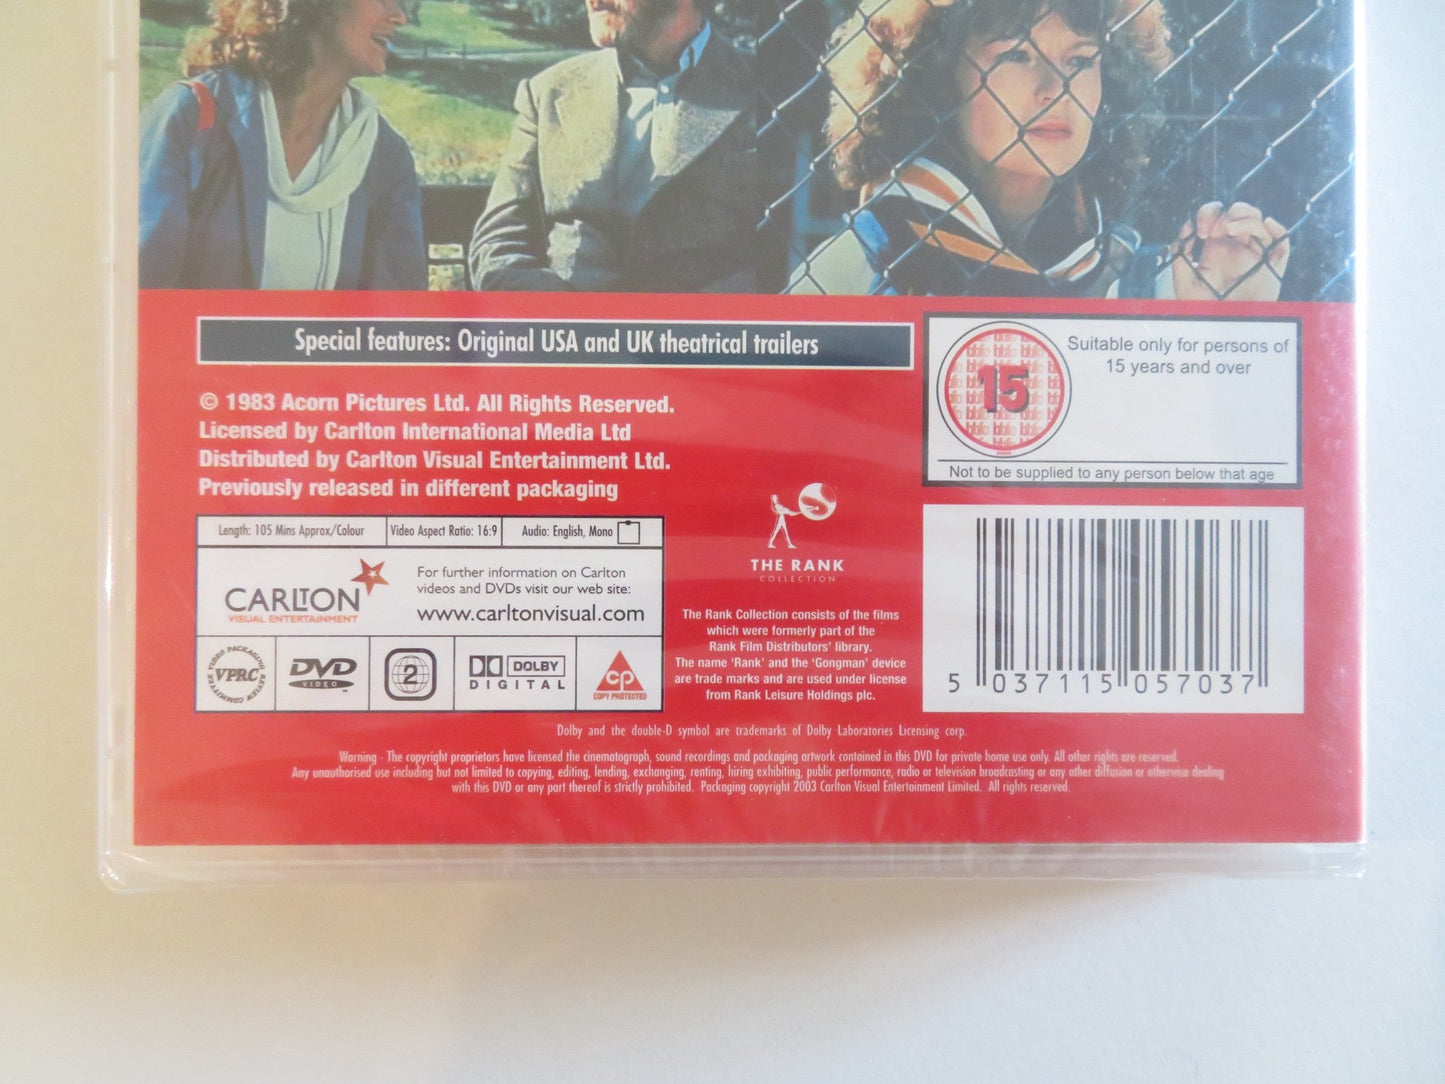 Special features: Original USA and UK theatrical trailers
© 1983 Acorn Pictures Ltd. All Rights Reserved.
Licensed by Carlton International Media Ltd
Distributed by Carlton Visual Entertainment Ltd.
Previously released in different packaging
15
Suitable only for persons of
15 years and over
Not to be supplied to any person below that age
Length: 105 Mins Approx/Colour
Video Aspect Ratio: 16:9
Audio: English, Mono
CARLTON
VISUAL ENTERTAINMENT
For further information on Carlton
videos and DVDs visit our web site:
www.carltonvisual.com
VIDEO PACKAGING
VPRC
REVIEW COMMITTEE
DVD
VIDEO
TM
2
DOLBY
DIGITAL
cp
COPY PROTECTED
THE RANK
COLLECTION
The Rank Collection consists of the films
which were formerly part of the
Rank Film Distributors' library.
The name 'Rank' and the 'Gongman' device
are trade marks and are used under license
from Rank Leisure Holdings plc.
5 037115 057037
Dolby and the double-D symbol are trademarks of Dolby Laboratories Licensing corp.
Warning - The copyright proprietors have licensed the cinematograph, sound recordings and packaging artwork contained in this DVD for private home use only. All other rights are reserved.
Any unauthorised use including but not limited to copying, editing, lending, exchanging, renting, hiring exhibiting, public performance, radio or television broadcasting or any other diffusion or otherwise dealing
with this DVD or any part thereof is strictly prohibited. Packaging copyright 2003 Carlton Visual Entertainment Limited. All rights reserved.